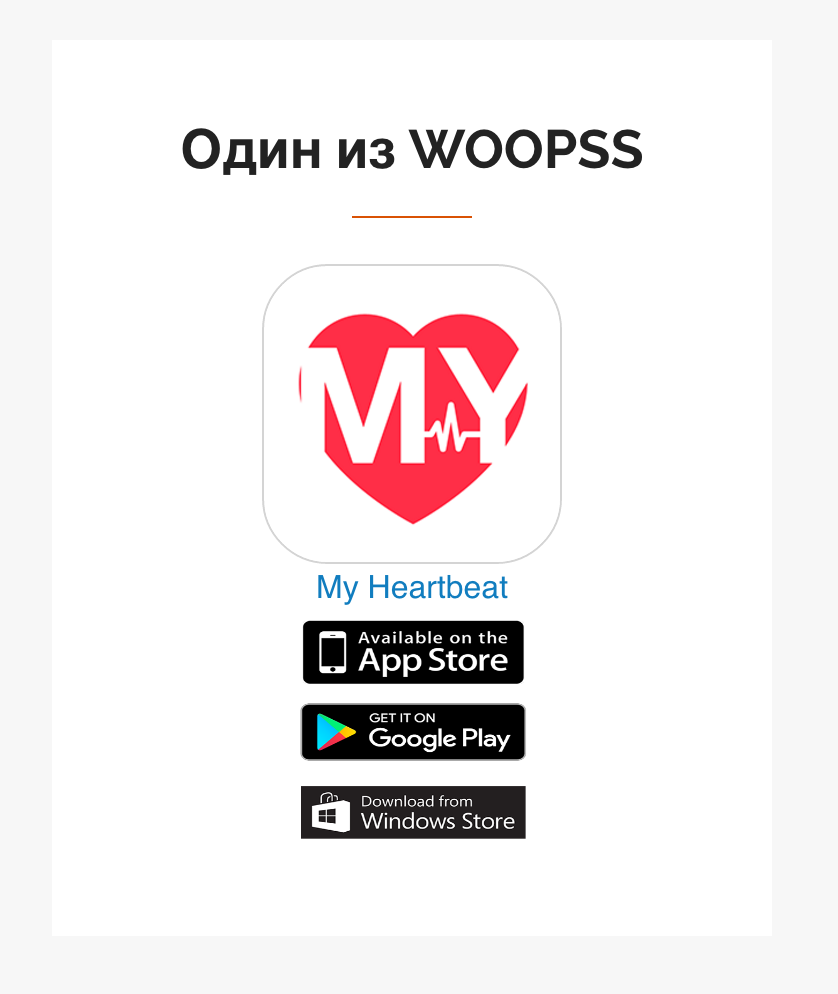 Один из WOOPSS
MY
My Heartbeat
Available on the
App Store
GET IT ON
Google Play
Download from
Windows Store